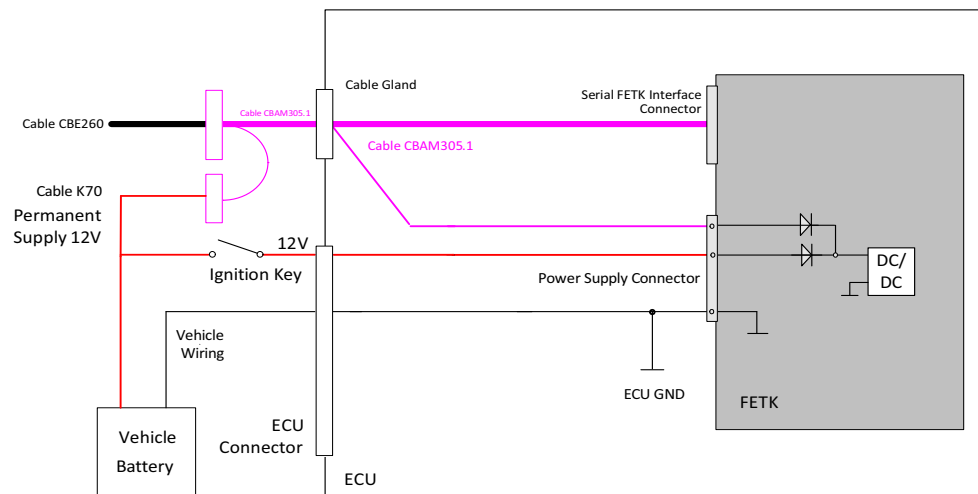 Cable Gland
Serial FETK Interface
Connector
Cable CBAM305.1
Cable CBE260
Cable CBAM305.1
Cable K70
Permanent
Supply 12V
12V
Ignition Key
Power Supply Connector
DC/
DC
Vehicle
Wiring
ECU GND
FETK
ECU
Connector
Vehicle
Battery
ECU